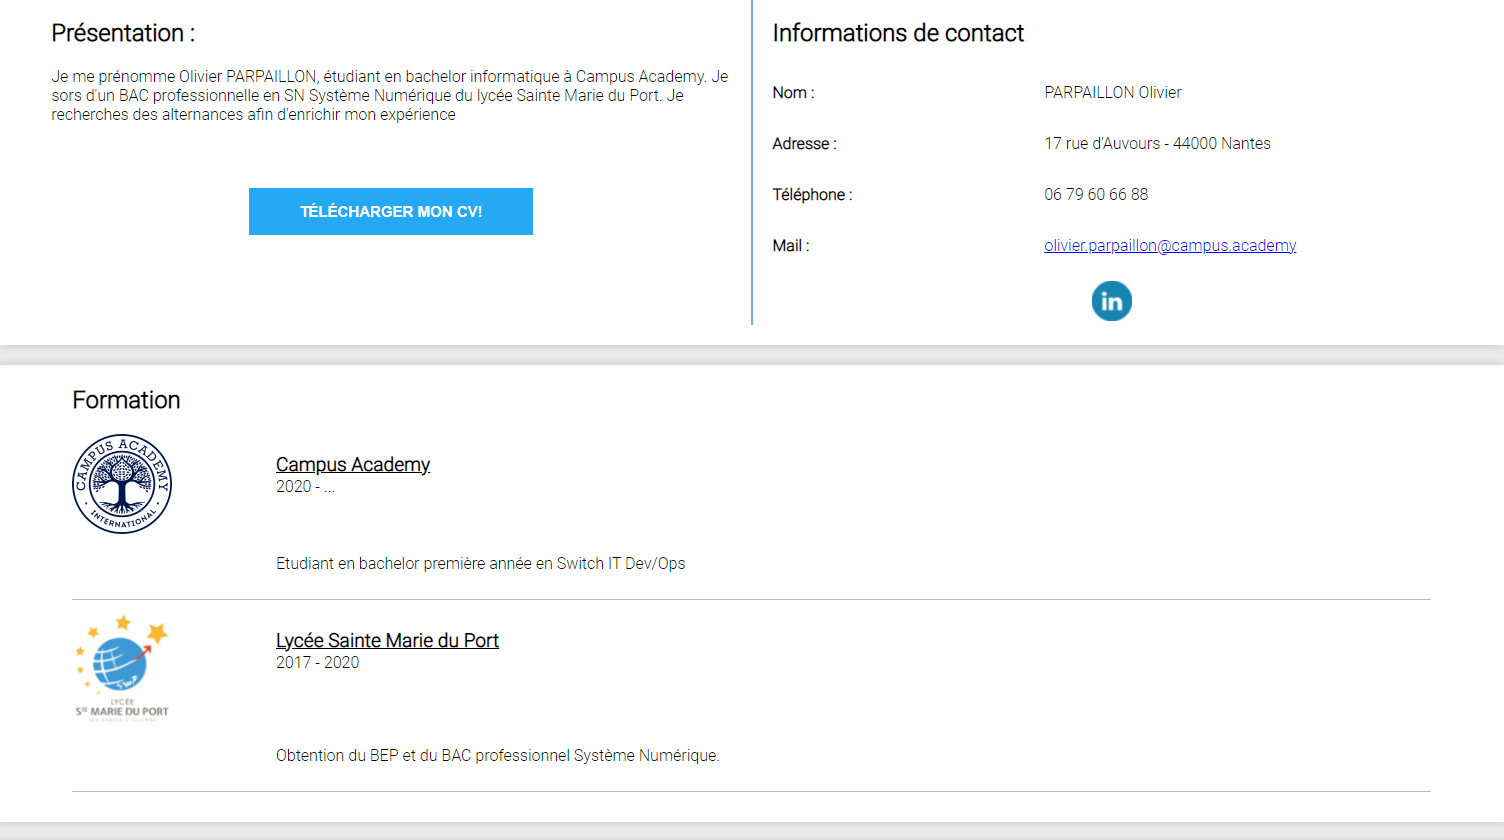 Présentation :
Je me prénomme Olivier PARPAILLON, étudiant en bachelor informatique à Campus Academy. Je
sors d'un BAC professionnelle en SN Système Numérique du lycée Sainte Marie du Port. Je
recherches des alternances afin d'enrichir mon expérience
TÉLÉCHARGER MON CV!
Informations de contact
Nom : PARPAILLON Olivier
Adresse : 17 rue d'Auvours - 44000 Nantes
Téléphone : 06 79 60 66 88
Mail : olivier.parpaillon@campus.academy
in
Formation
CAMPUS ACADEMY
INTERNATIONAL
Campus Academy
2020 - ...
Etudiant en bachelor première année en Switch IT Dev/Ops
LYCÉE
STE MARIE DU PORT
LES SABLES D'OLONNE
Lycée Sainte Marie du Port
2017 - 2020
Obtention du BEP et du BAC professionnel Système Numérique.